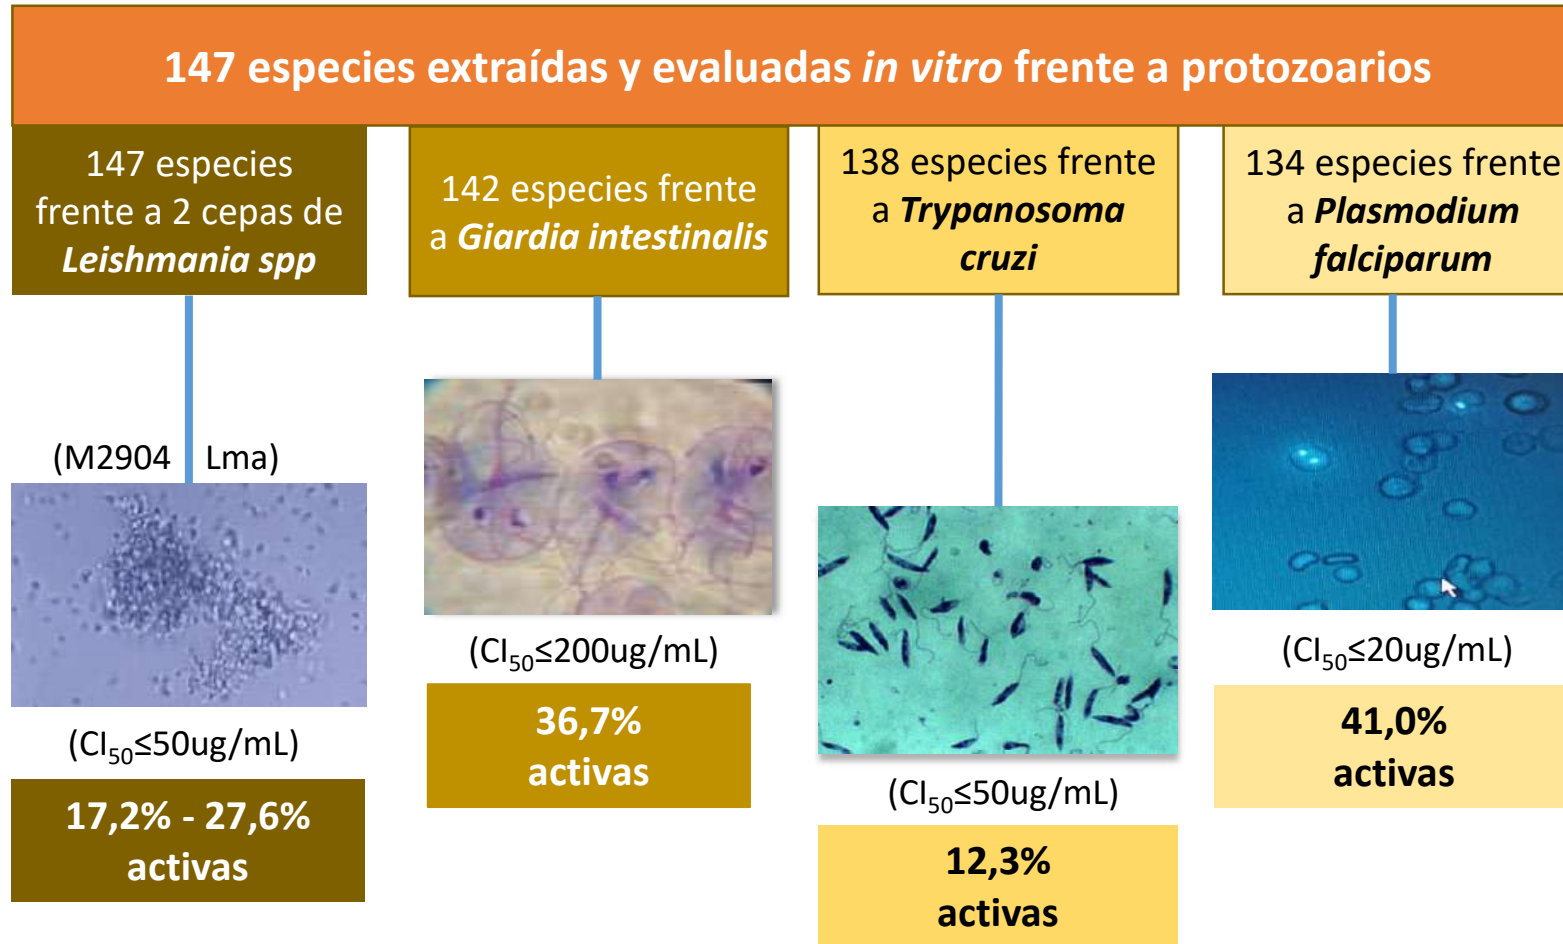 147 especies extraídas y evaluadas in vitro frente a protozoarios
147 especies
frente a 2 cepas de
Leishmania spp
142 especies frente
a Giardia intestinalis
138 especies frente
a Trypanosoma
cruzi
134 especies frente
a Plasmodium
falciparum
(M2904 Lma)
(CI₅₀≤50ug/mL)
17,2% - 27,6%
activas
(CI₅₀≤200ug/mL)
36,7%
activas
(CI₅₀≤50ug/mL)
12,3%
activas
(CI₅₀≤20ug/mL)
41,0%
activas